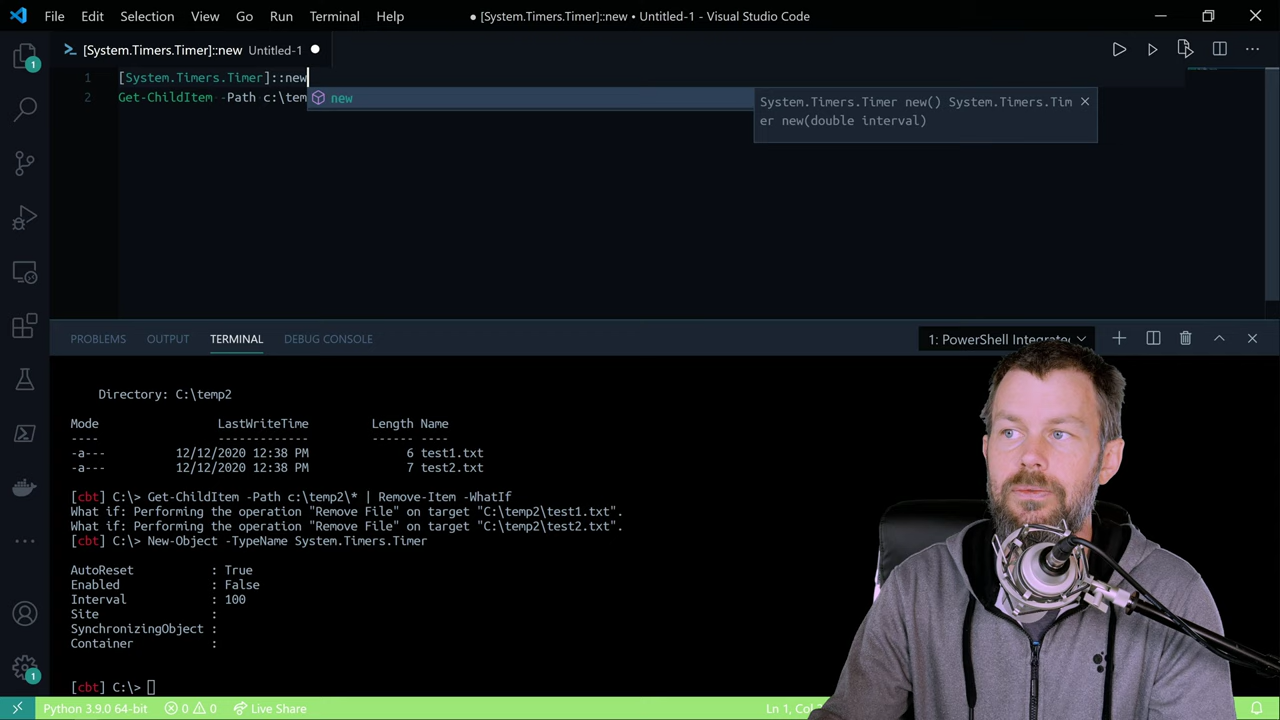 File Edit Selection View Go Run Terminal Help
● [System.Timers.Timer]::new • Untitled-1 - Visual Studio Code
[System.Timers.Timer]::new Untitled-1 ●
1 [System.Timers.Timer]::new
2 Get-ChildItem -Path c:\tem
new
System.Timers.Timer new() System.Timers.Tim
er new(double interval)
1
PROBLEMS OUTPUT TERMINAL DEBUG CONSOLE
1: PowerShell Integrate
Directory: C:\temp2
Mode LastWriteTime Length Name
---- ------------- ------ ----
-a--- 12/12/2020 12:38 PM 6 test1.txt
-a--- 12/12/2020 12:38 PM 7 test2.txt
[cbt] C:\> Get-ChildItem -Path c:\temp2\* | Remove-Item -WhatIf
What if: Performing the operation "Remove File" on target "C:\temp2\test1.txt".
What if: Performing the operation "Remove File" on target "C:\temp2\test2.txt".
[cbt] C:\> New-Object -TypeName System.Timers.Timer
AutoReset : True
Enabled : False
Interval : 100
Site :
SynchronizingObject :
Container :
[cbt] C:\>
1
Python 3.9.0 64-bit 0 0 Live Share
Ln 1,